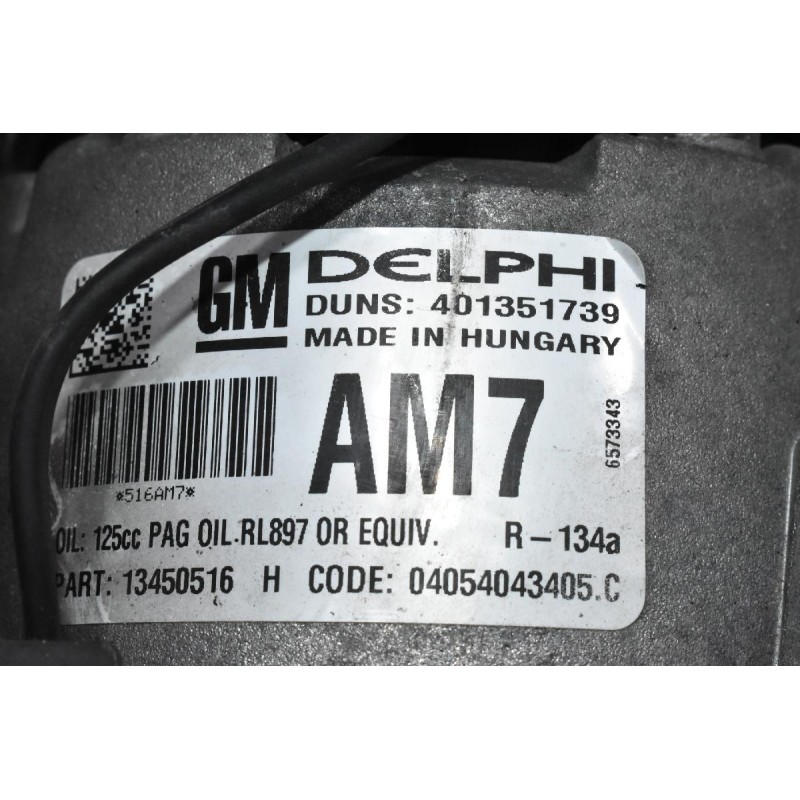 GM DELPHI
DUNS: 401351739
MADE IN HUNGARY
AM7
*516AM7*
6573343
OIL: 125cc PAG OIL.RL897 OR EQUIV. R-134a
PART: 13450516 H CODE: 04054043405.C